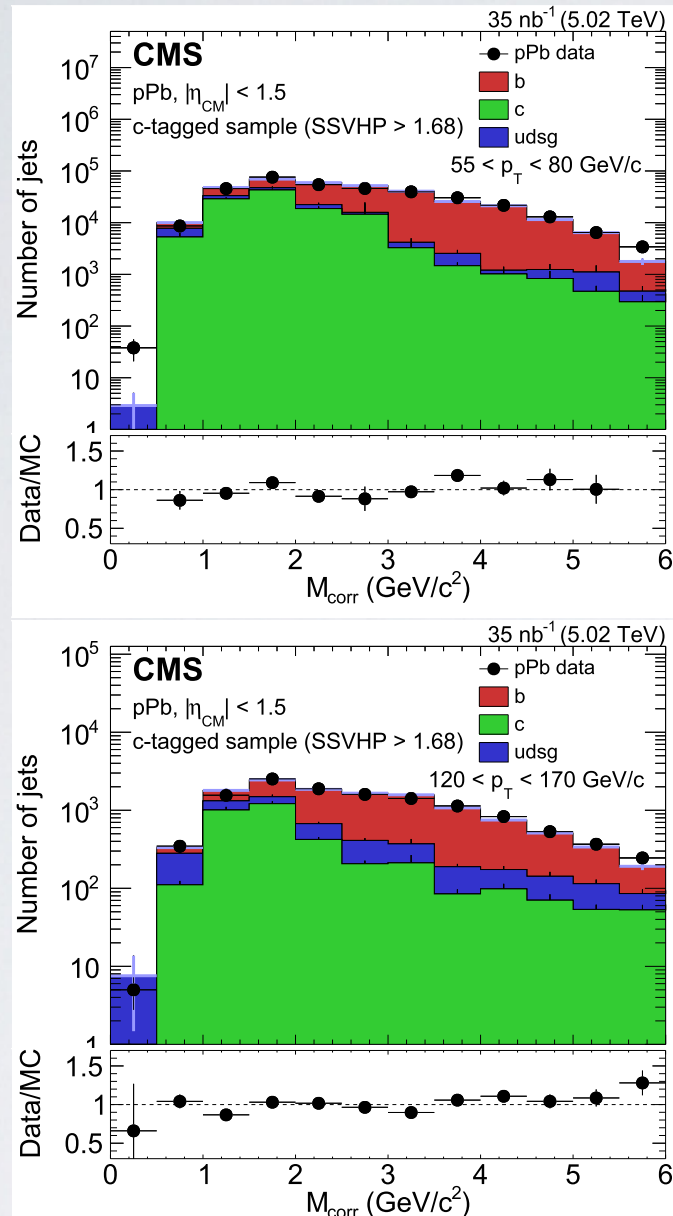 35 nb⁻¹ (5.02 TeV)
CMS
pPb, |η_CM| < 1.5
c-tagged sample (SSVHP > 1.68)
pPb data
b
c
udsg
55 < p_T < 80 GeV/c
Number of jets
10⁷
10⁶
10⁵
10⁴
10³
10²
10
1
Data/MC
1.5
1
0.5
0 1 2 3 4 5 6
M_corr (GeV/c²)
35 nb⁻¹ (5.02 TeV)
CMS
pPb, |η_CM| < 1.5
c-tagged sample (SSVHP > 1.68)
pPb data
b
c
udsg
120 < p_T < 170 GeV/c
Number of jets
10⁵
10⁴
10³
10²
10
1
Data/MC
1.5
1
0.5
0 1 2 3 4 5 6
M_corr (GeV/c²)